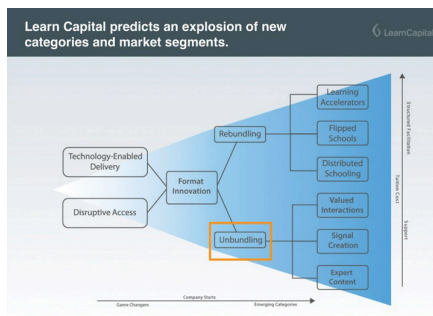 Learn Capital predicts an explosion of new
categories and market segments.
LearnCapital
Learning
Accelerators
Rebundling
Flipped
Schools
Technology-Enabled
Delivery
Format
Innovation
Distributed
Schooling
Disruptive Access
Valued
Interactions
Unbundling
Signal
Creation
Expert
Content
Structured Facilitation
Tuition Cost
Support
Company Starts
Game Changers
Emerging Categories